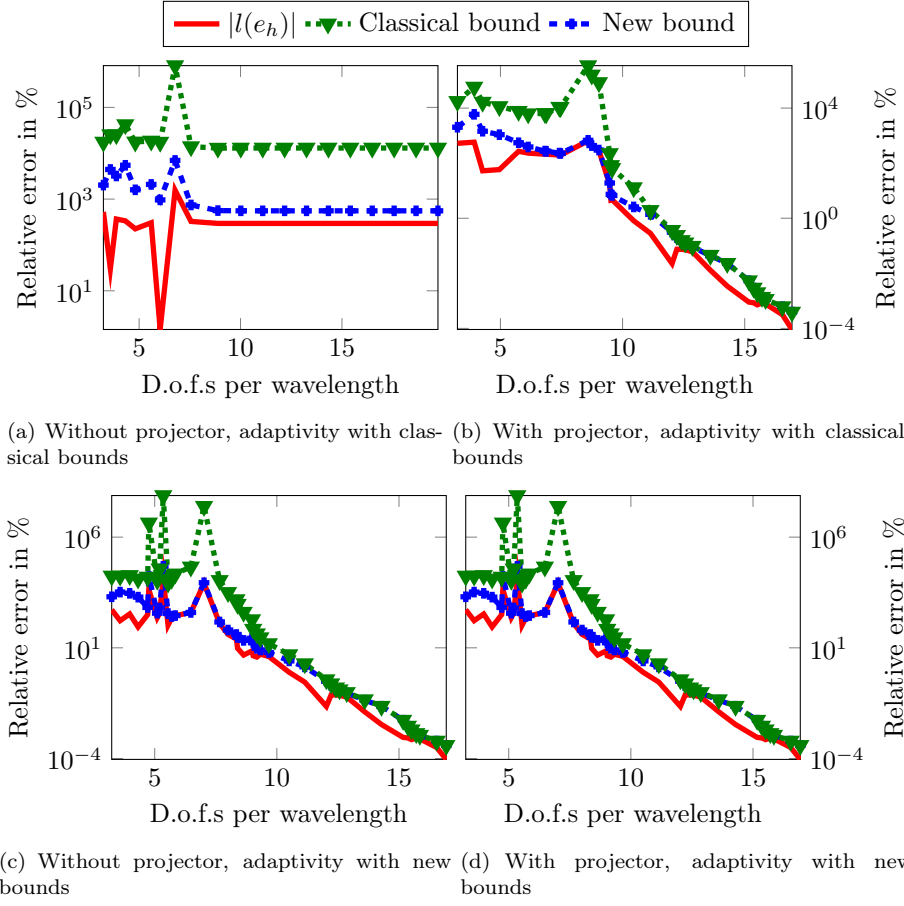 |l(e_h)| Classical bound New bound
Relative error in %
10^5
10^3
10^1
5 10 15
D.o.f.s per wavelength
(a) Without projector, adaptivity with clas-
sical bounds
Relative error in %
10^4
10^0
10^−4
10 15
D.o.f.s per wavelength
(b) With projector, adaptivity with classical
bounds
Relative error in %
10^6
10^1
10^−4
5 10 15
D.o.f.s per wavelength
(c) Without projector, adaptivity with new
bounds
Relative error in %
10^6
10^1
10^−4
5 10 15
D.o.f.s per wavelength
(d) With projector, adaptivity with new
bounds